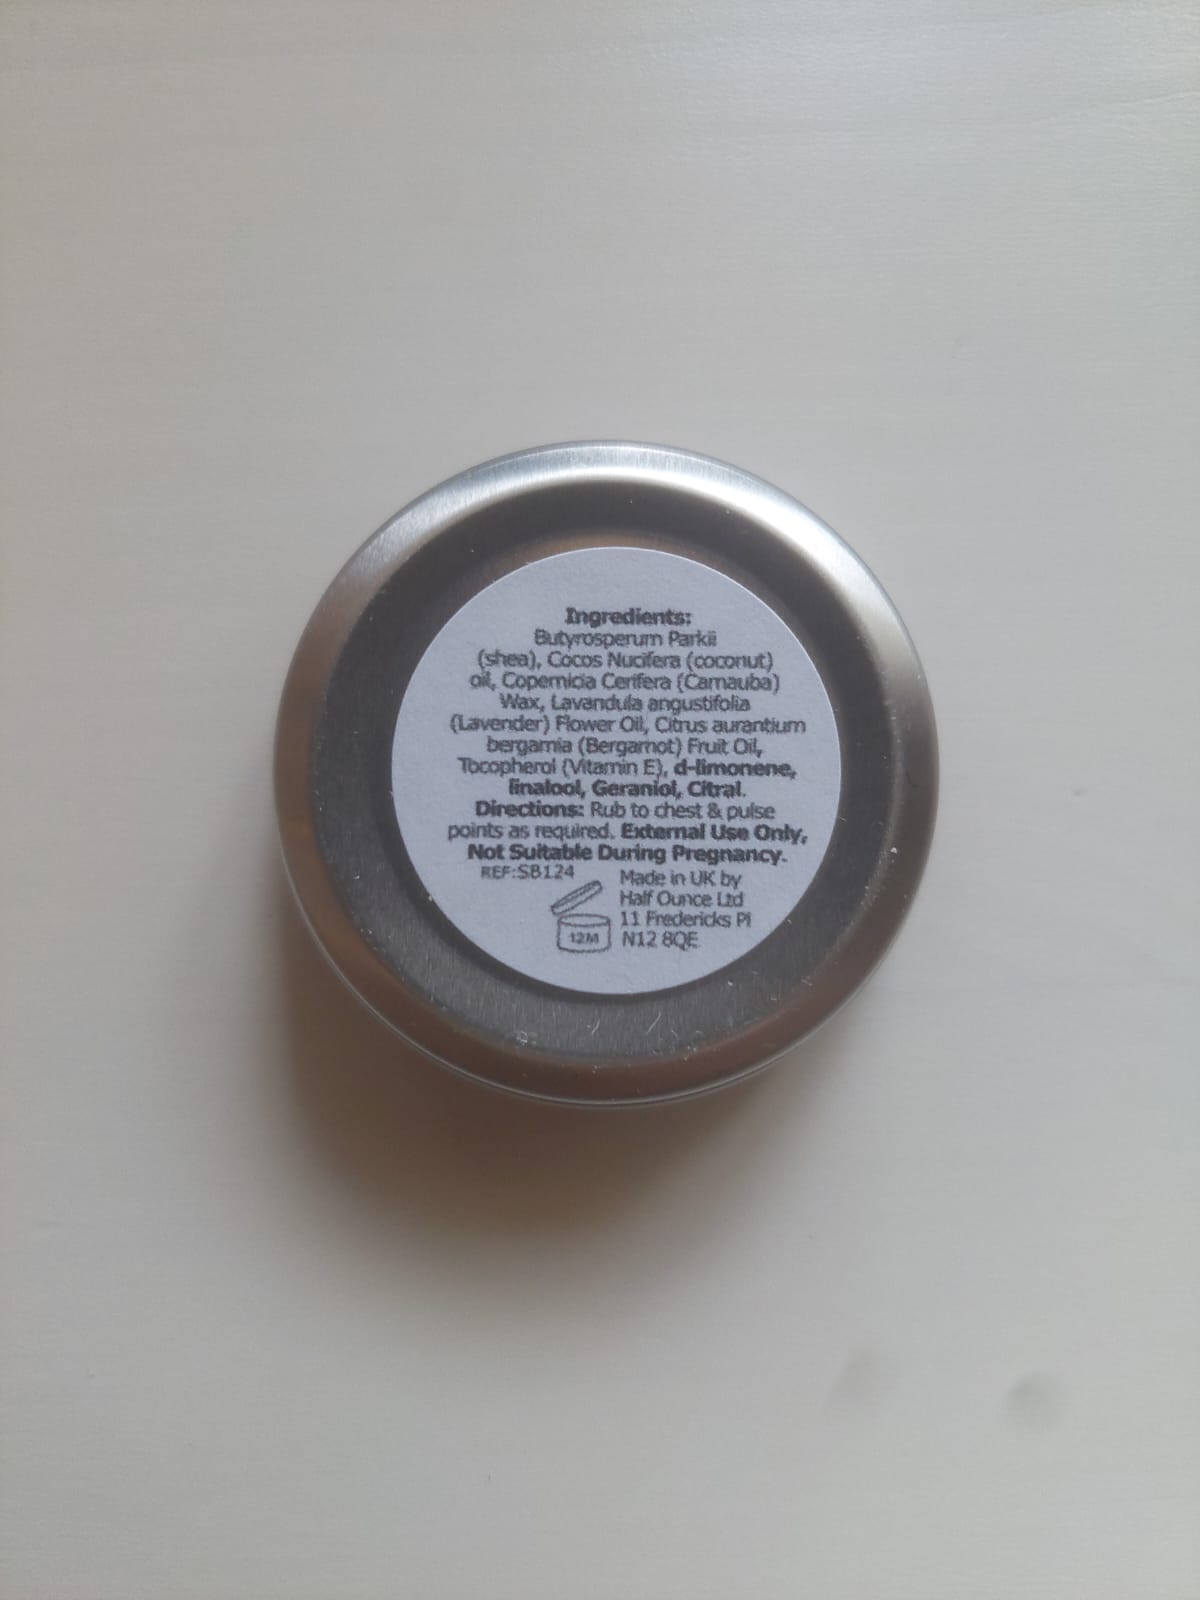 Ingredients:
Butyrosperum Parkii
(shea), Cocos Nucifera (coconut)
oil, Copernicia Cerifera (Carnauba)
Wax, Lavandula angustifolia
(Lavender) Flower Oil, Citrus aurantium
bergamia (Bergamot) Fruit Oil,
Tocopherol (Vitamin E), d-limonene,
linalool, Geraniol, Citral.
Directions: Rub to chest & pulse
points as required. External Use Only,
Not Suitable During Pregnancy.
REF:SB124
Made in UK by
Half Ounce Ltd
11 Fredericks Pl
12M N12 8QE